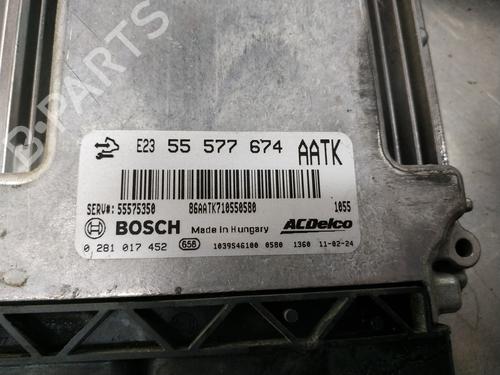 E23 55 577 674 AATK
SERV#: 55575350 86AATK710550580 1055
BOSCH Made in Hungary ACDelco
0 281 017 452 658 1039S46100 0580 1360 11-02-24
B-PARTS